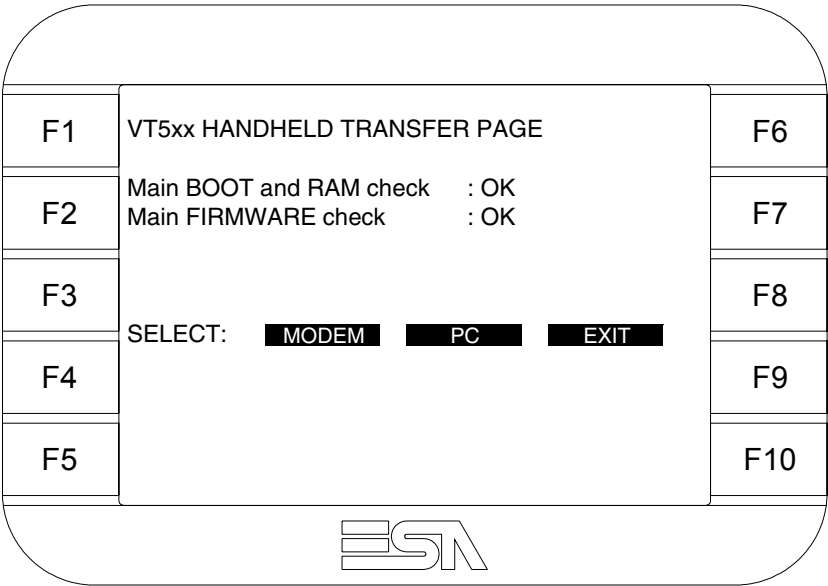 VT5xx HANDHELD TRANSFER PAGE
Main BOOT and RAM check : OK
Main FIRMWARE check : OK
SELECT: MODEM PC EXIT
F1
F2
F3
F4
F5
F6
F7
F8
F9
F10
ESA